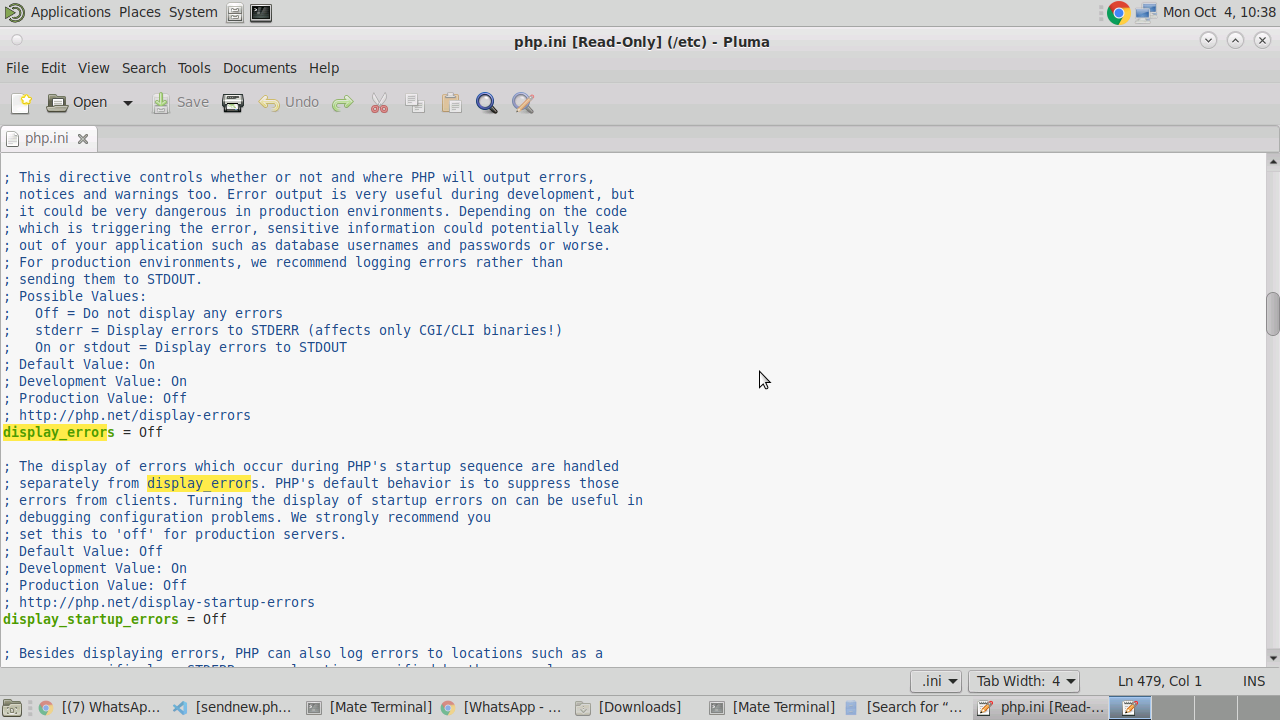 Applications Places System
Mon Oct 4, 10:38
php.ini [Read-Only] (/etc) - Pluma
File Edit View Search Tools Documents Help
Open Save Undo
php.ini
; This directive controls whether or not and where PHP will output errors,
; notices and warnings too. Error output is very useful during development, but
; it could be very dangerous in production environments. Depending on the code
; which is triggering the error, sensitive information could potentially leak
; out of your application such as database usernames and passwords or worse.
; For production environments, we recommend logging errors rather than
; sending them to STDOUT.
; Possible Values:
;   Off = Do not display any errors
;   stderr = Display errors to STDERR (affects only CGI/CLI binaries!)
;   On or stdout = Display errors to STDOUT
; Default Value: On
; Development Value: On
; Production Value: Off
; http://php.net/display-errors
display_errors = Off
; The display of errors which occur during PHP's startup sequence are handled
; separately from display_errors. PHP's default behavior is to suppress those
; errors from clients. Turning the display of startup errors on can be useful in
; debugging configuration problems. We strongly recommend you
; set this to 'off' for production servers.
; Default Value: Off
; Development Value: On
; Production Value: Off
; http://php.net/display-startup-errors
display_startup_errors = Off
; Besides displaying errors, PHP can also log errors to locations such as a
.ini Tab Width: 4 Ln 479, Col 1 INS
[(7) WhatsAp... [sendnew.ph... [Mate Terminal] [WhatsApp - ... [Downloads] [Mate Terminal] [Search for “... php.ini [Read-...